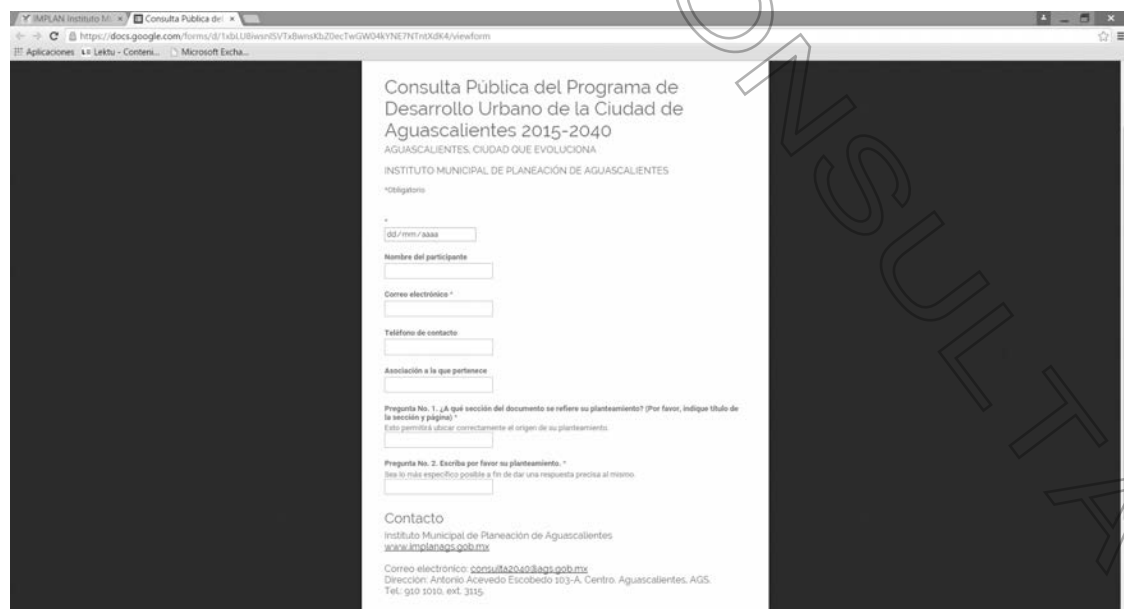 IMPLAN Instituto Mu
Consulta Pública del
https://docs.google.com/forms/d/
/viewform
Aplicaciones
Lektu - Conteni...
Microsoft Excha...
Consulta Pública del Programa de
Desarrollo Urbano de la Ciudad de
Aguascalientes 2015-2040
AGUASCALIENTES, CIUDAD QUE EVOLUCIONA
INSTITUTO MUNICIPAL DE PLANEACIÓN DE AGUASCALIENTES
*Obligatorio
*
dd/mm/aaaa
Nombre del participante
Correo electrónico *
Teléfono de contacto
Asociación a la que pertenece
Pregunta No. 1. ¿A qué sección del documento se refiere su planteamiento? (Por favor, indique título de
la sección y página) *
Esto permitirá ubicar correctamente el origen de su planteamiento.
Pregunta No. 2. Escriba por favor su planteamiento. *
Sea lo más específico posible a fin de dar una respuesta precisa al mismo.
Contacto
Instituto Municipal de Planeación de Aguascalientes
www.implanags.gob.mx
Correo electrónico: consulta2040@ags.gob.mx
Dirección: Antonio Acevedo Escobedo 103-A, Centro. Aguascalientes, AGS.
Tel.: 910 1010, ext. 3115.
CONSULTA